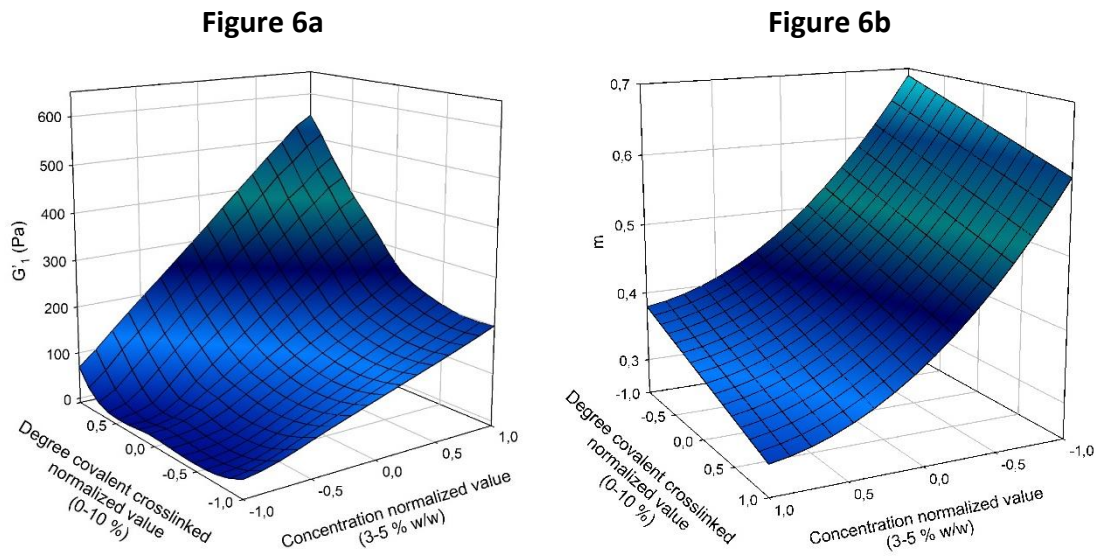 Figure 6a
600
500
400
300
200
100
0
G'1 (Pa)
0,5
0,0
-0,5
-1,0
Degree covalent crosslinked
normalized value
(0-10 %)
-1,0
-0,5
0,0
0,5
1,0
Concentration normalized value
(3-5 % w/w)
Figure 6b
0,7
0,6
0,5
0,4
0,3
m
-1,0
-0,5
0,0
0,5
1,0
Degree covalent crosslinked
normalized value
(0-10 %)
1,0
0,5
0,0
-0,5
-1,0
Concentration normalized value
(3-5 % w/w)